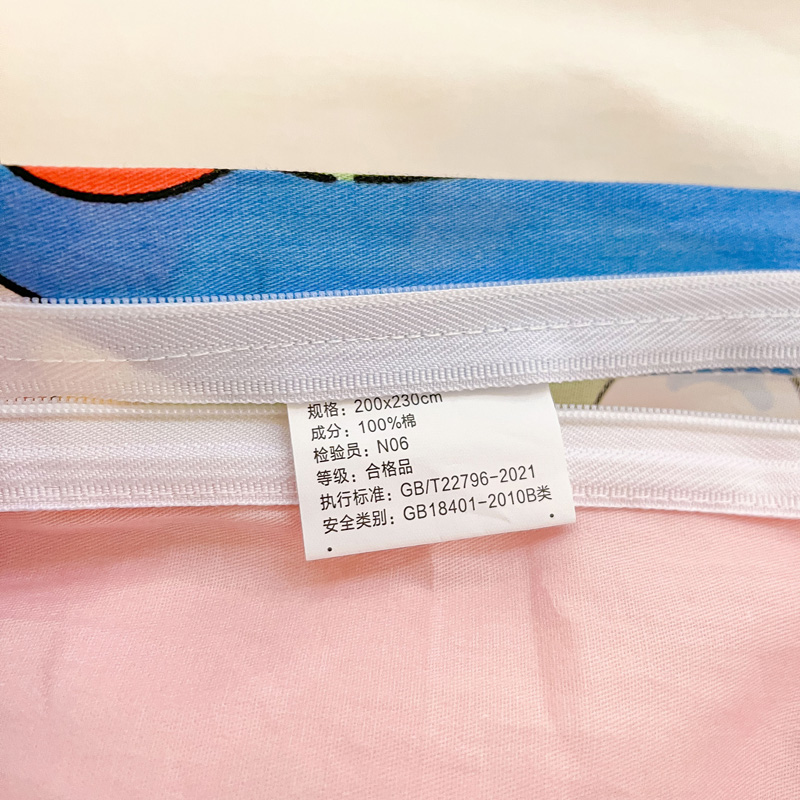 规格：200x230cm
成分：100%棉
检验员：N06
等级：合格品
执行标准：GB/T22796-2021
安全类别：GB18401-2010B类